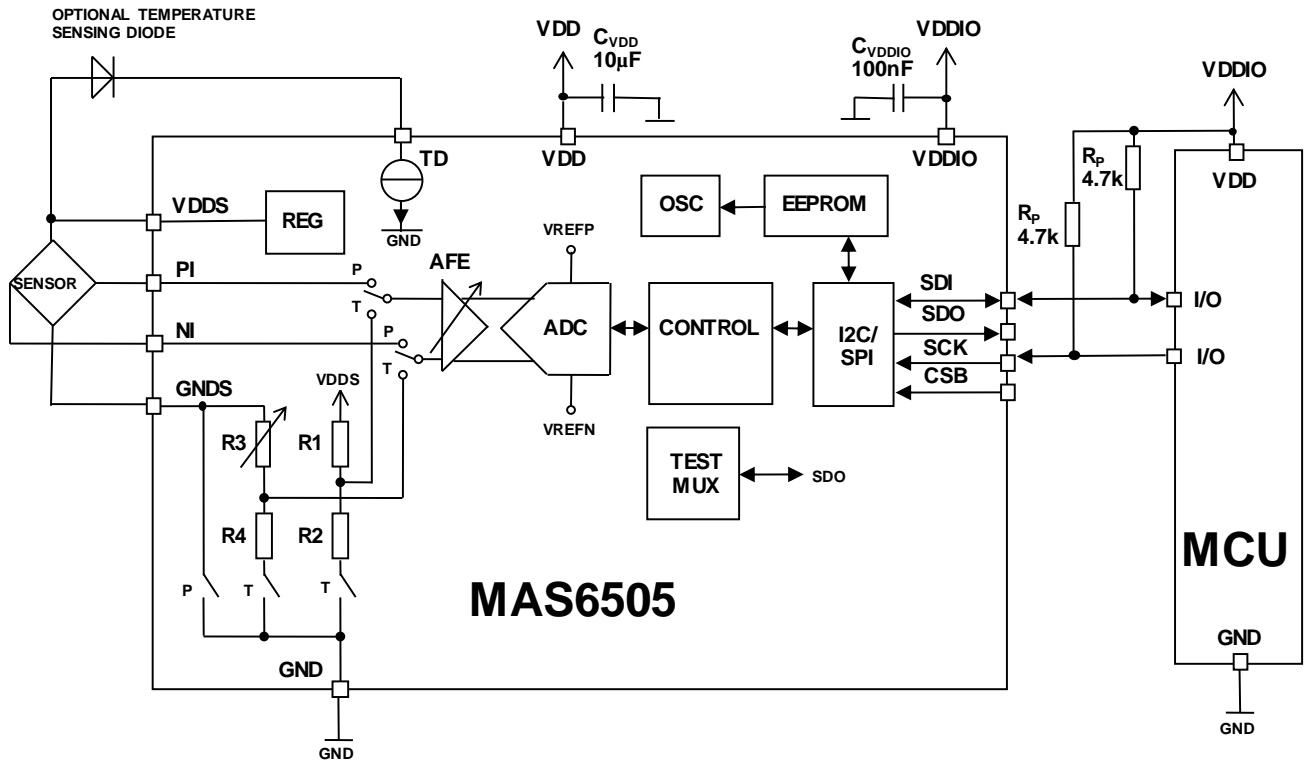 OPTIONAL TEMPERATURE
SENSING DIODE
VDD
CVDD
10µF
CVDDIO
100nF
VDDIO
VDDIO
TD
VDD
VDDIO
RP
4.7k
VDD
RP
4.7k
VDDS
REG
GND
OSC
EEPROM
VREFP
SENSOR
PI
P
T
AFE
ADC
CONTROL
I2C/
SPI
SDI
SDO
SCK
CSB
I/O
I/O
NI
P
T
GNDS
VDDS
VREFN
R3
R1
TEST
MUX
SDO
R4
R2
P
T
T
MAS6505
MCU
GND
GND
GND
GND